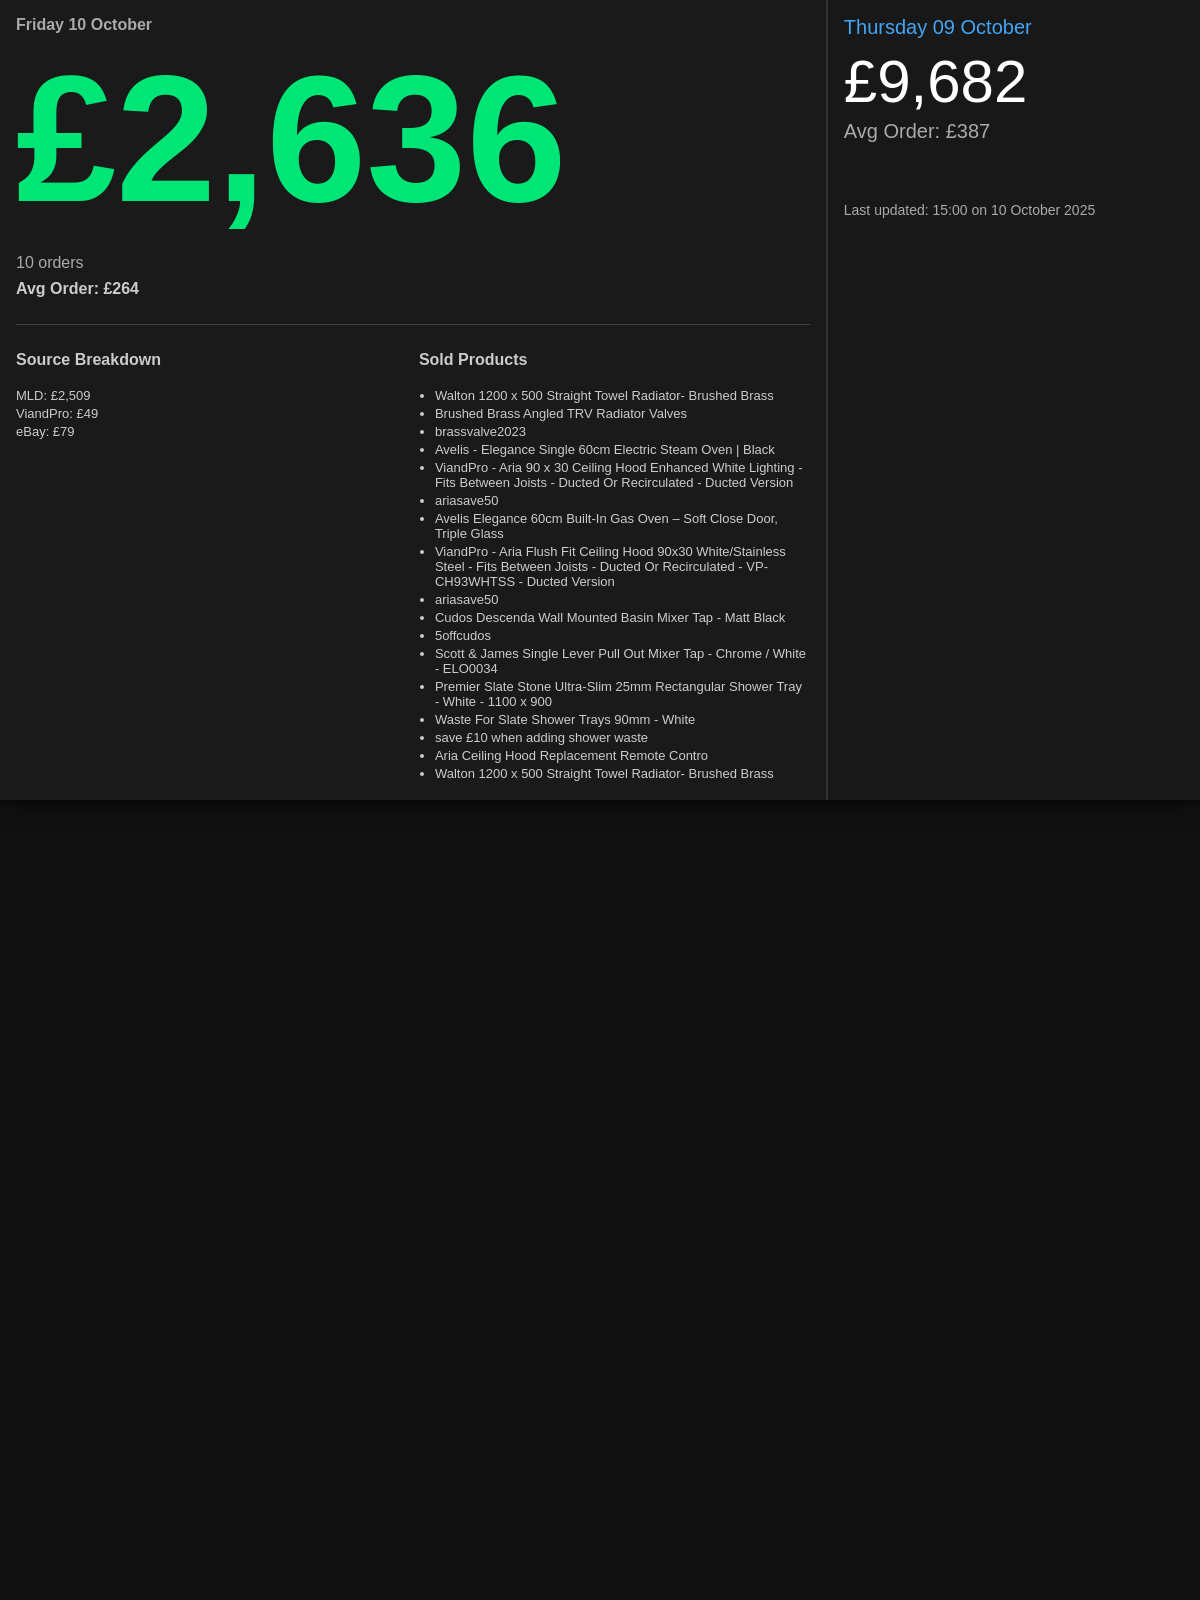 Friday 10 October
£2,636
10 orders
Avg Order: £264
Source Breakdown
MLD: £2,509
ViandPro: £49
eBay: £79
Sold Products
• Walton 1200 x 500 Straight Towel Radiator- Brushed Brass
• Brushed Brass Angled TRV Radiator Valves
• brassvalve2023
• Avelis - Elegance Single 60cm Electric Steam Oven | Black
• ViandPro - Aria 90 x 30 Ceiling Hood Enhanced White Lighting -
Fits Between Joists - Ducted Or Recirculated - Ducted Version
• ariasave50
• Avelis Elegance 60cm Built-In Gas Oven – Soft Close Door,
Triple Glass
• ViandPro - Aria Flush Fit Ceiling Hood 90x30 White/Stainless
Steel - Fits Between Joists - Ducted Or Recirculated - VP-
CH93WHTSS - Ducted Version
• ariasave50
• Cudos Descenda Wall Mounted Basin Mixer Tap - Matt Black
• 5offcudos
• Scott & James Single Lever Pull Out Mixer Tap - Chrome / White
- ELO0034
• Premier Slate Stone Ultra-Slim 25mm Rectangular Shower Tray
- White - 1100 x 900
• Waste For Slate Shower Trays 90mm - White
• save £10 when adding shower waste
• Aria Ceiling Hood Replacement Remote Contro
• Walton 1200 x 500 Straight Towel Radiator- Brushed Brass
Thursday 09 October
£9,682
Avg Order: £387
Last updated: 15:00 on 10 October 2025